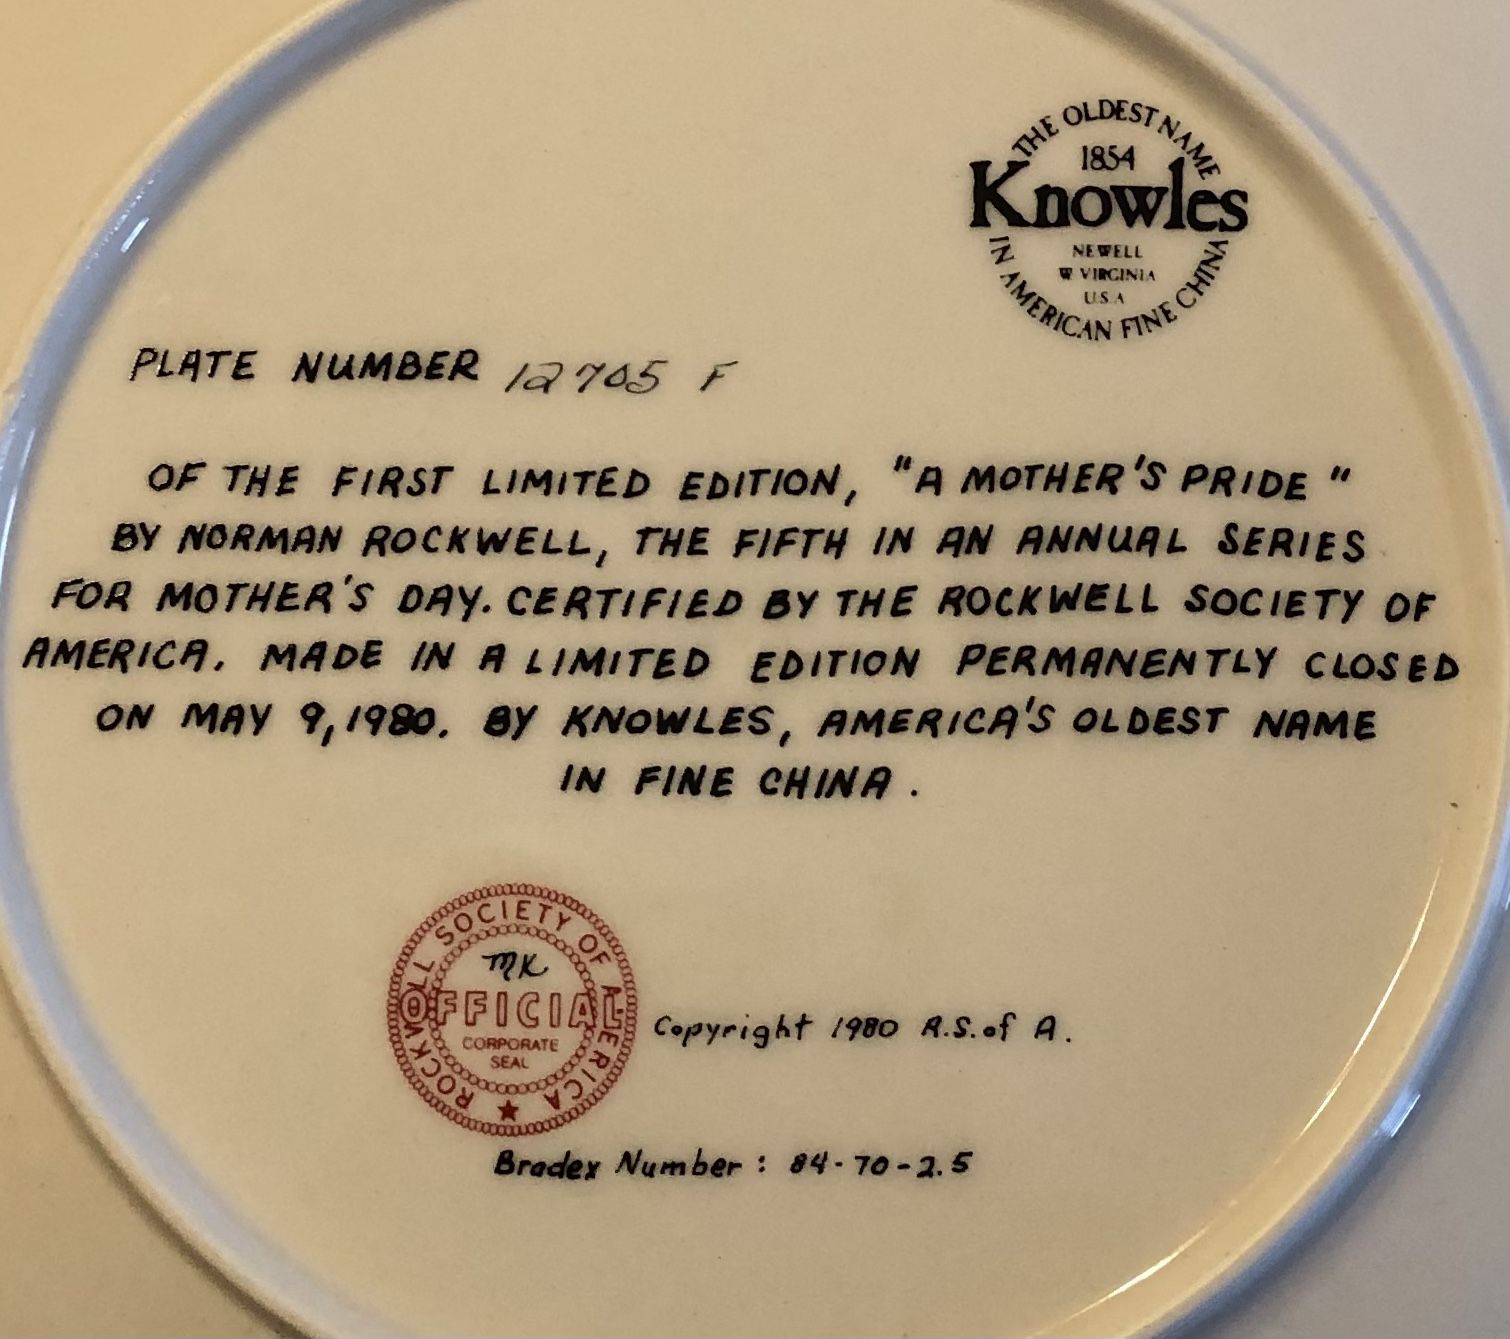 THE OLDEST NAME
1854
Knowles
NEWELL
W VIRGINIA
U.S.A
IN AMERICAN FINE CHINA
PLATE NUMBER 12705 F
OF THE FIRST LIMITED EDITION, "A MOTHER'S PRIDE"
BY NORMAN ROCKWELL, THE FIFTH IN AN ANNUAL SERIES
FOR MOTHER'S DAY. CERTIFIED BY THE ROCKWELL SOCIETY OF
AMERICA. MADE IN A LIMITED EDITION PERMANENTLY CLOSED
ON MAY 9, 1980. BY KNOWLES, AMERICA'S OLDEST NAME
IN FINE CHINA.
ROCKWELL SOCIETY OF AMERICA
MK
OFFICIAL
CORPORATE
SEAL
Copyright 1980 R.S. of A.
Bradex Number: 84-70-2.5